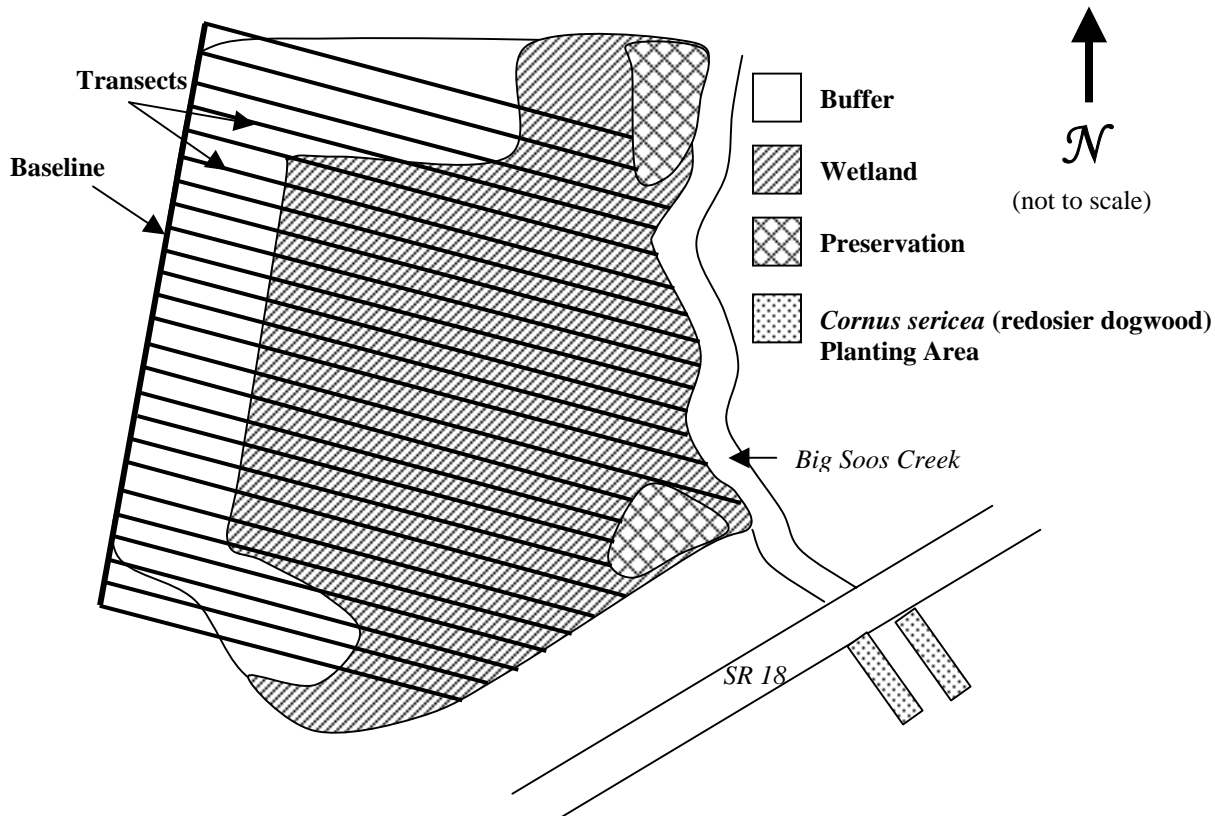 Transects
Baseline
Buffer
Wetland
Preservation
Cornus sericea (redosier dogwood)
Planting Area
N
(not to scale)
Big Soos Creek
SR 18